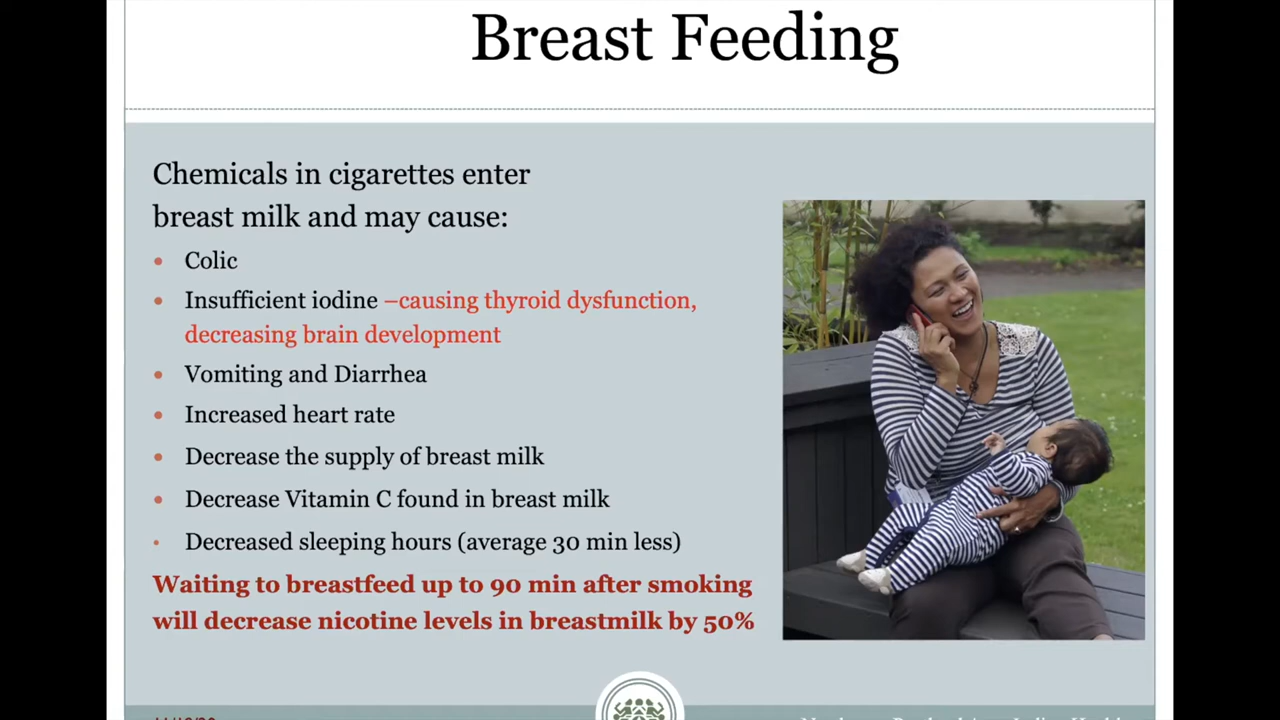 Breast Feeding
Chemicals in cigarettes enter
breast milk and may cause:
• Colic
• Insufficient iodine –causing thyroid dysfunction,
decreasing brain development
• Vomiting and Diarrhea
• Increased heart rate
• Decrease the supply of breast milk
• Decrease Vitamin C found in breast milk
• Decreased sleeping hours (average 30 min less)
Waiting to breastfeed up to 90 min after smoking
will decrease nicotine levels in breastmilk by 50%